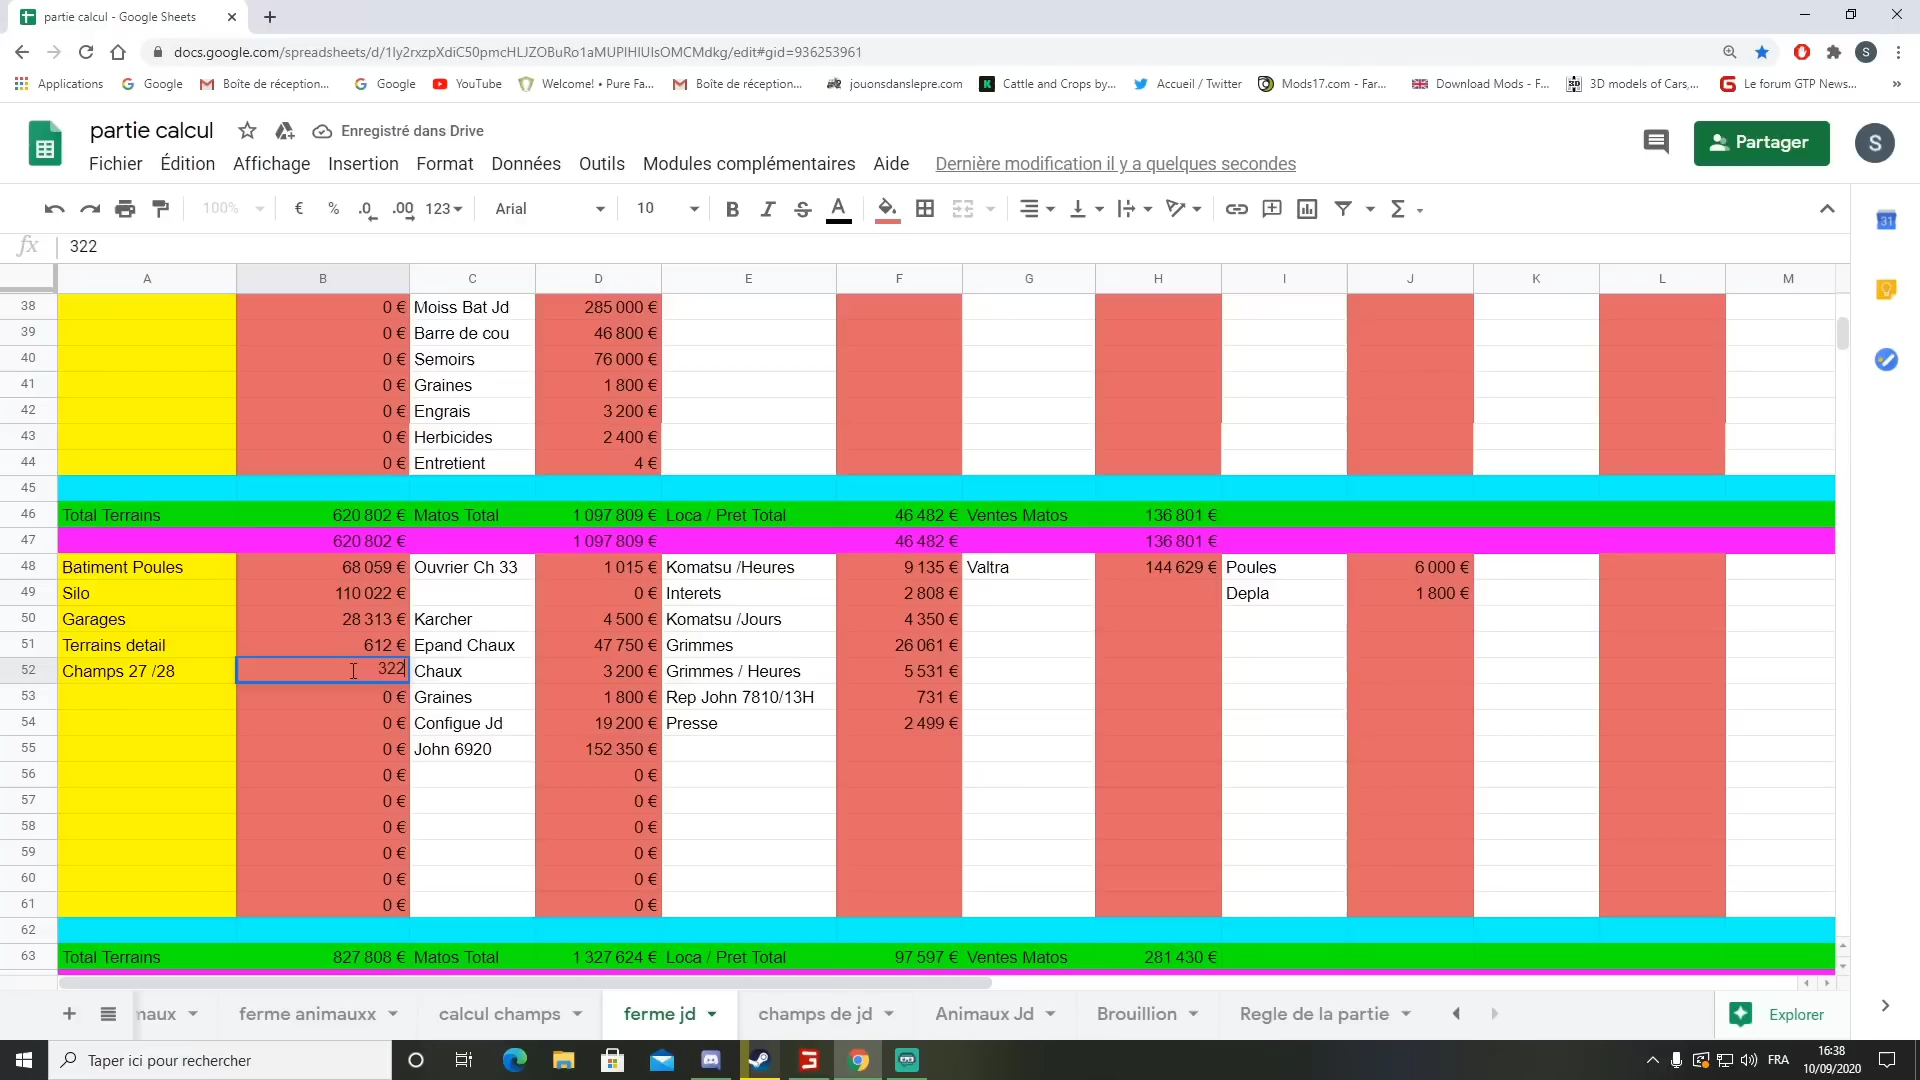 partie calcul - Google Sheets
docs.google.com/spreadsheets/d/1Iy2rxzpXdiC50pmcHLJZOBuRo1aMUPIHIUIsOMCMdkg/edit#gid=936253961
Applications Google Boîte de réception... Google YouTube Welcome! • Pure Fa... Boîte de réception... jouonsdanslepre.com Cattle and Crops by... Accueil / Twitter Mods17.com - Far... Download Mods - F... 3D models of Cars,... Le forum GTP News... »
partie calcul Enregistré dans Drive
Fichier Édition Affichage Insertion Format Données Outils Modules complémentaires Aide Dernière modification il y a quelques secondes
Partager S
100% € % .0 .00 123 Arial 10 B I S A Σ
fx 322
A B C D E F G H I J K L M
38 0 € Moiss Bat Jd 285 000 €
39 0 € Barre de cou 46 800 €
40 0 € Semoirs 76 000 €
41 0 € Graines 1 800 €
42 0 € Engrais 3 200 €
43 0 € Herbicides 2 400 €
44 0 € Entretient 4 €
45
46 Total Terrains 620 802 € Matos Total 1 097 809 € Loca / Pret Total 46 482 € Ventes Matos 136 801 €
47 620 802 € 1 097 809 € 46 482 € 136 801 €
48 Batiment Poules 68 059 € Ouvrier Ch 33 1 015 € Komatsu /Heures 9 135 € Valtra 144 629 € Poules 6 000 €
49 Silo 110 022 € 0 € Interets 2 808 € Depla 1 800 €
50 Garages 28 313 € Karcher 4 500 € Komatsu /Jours 4 350 €
51 Terrains detail 612 € Epand Chaux 47 750 € Grimmes 26 061 €
52 Champs 27 /28 322 Chaux 3 200 € Grimmes / Heures 5 531 €
53 0 € Graines 1 800 € Rep John 7810/13H 731 €
54 0 € Configue Jd 19 200 € Presse 2 499 €
55 0 € John 6920 152 350 €
56 0 € 0 €
57 0 € 0 €
58 0 € 0 €
59 0 € 0 €
60 0 € 0 €
61 0 € 0 €
62
63 Total Terrains 827 808 € Matos Total 1 327 624 € Loca / Pret Total 97 597 € Ventes Matos 281 430 €
naux ferme animauxx calcul champs ferme jd champs de jd Animaux Jd Brouillion Regle de la partie Explorer
Taper ici pour rechercher FRA 16:38
10/09/2020